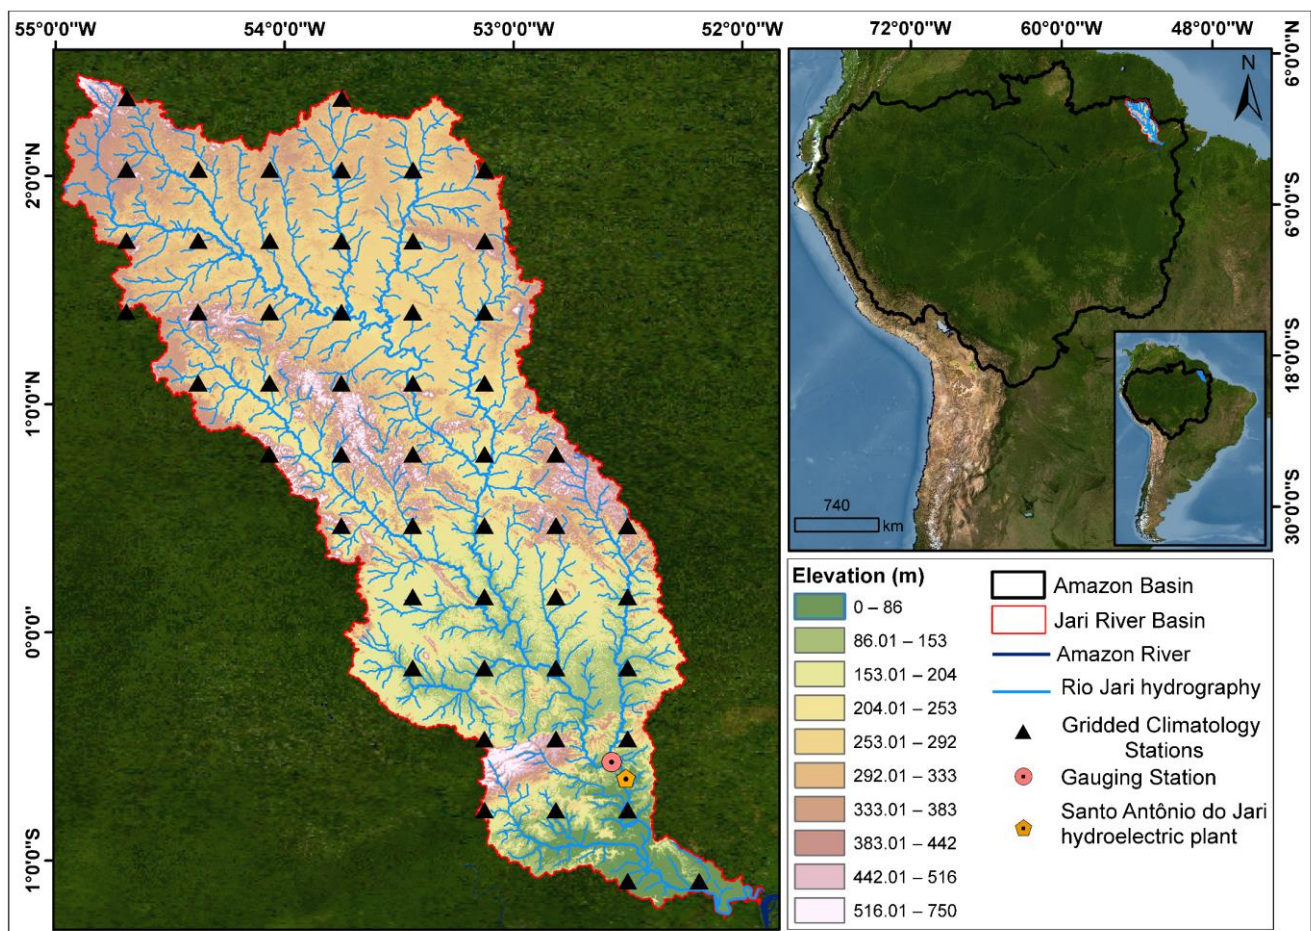 55°0'0"W 54°0'0"W 53°0'0"W 52°0'0"W
2°0'0"N
1°0'0"N
0°0'0"
1°0'0"S
72°0'0"W 60°0'0"W 48°0'0"W
6°0'0"N
6°0'0"S
18°0'0"S
30°0'0"S
N
740
km
Elevation (m)
0 – 86
86.01 – 153
153.01 – 204
204.01 – 253
253.01 – 292
292.01 – 333
333.01 – 383
383.01 – 442
442.01 – 516
516.01 – 750
Amazon Basin
Jari River Basin
Amazon River
Rio Jari hydrography
Gridded Climatology
Stations
Gauging Station
Santo Antônio do Jari
hydroelectric plant